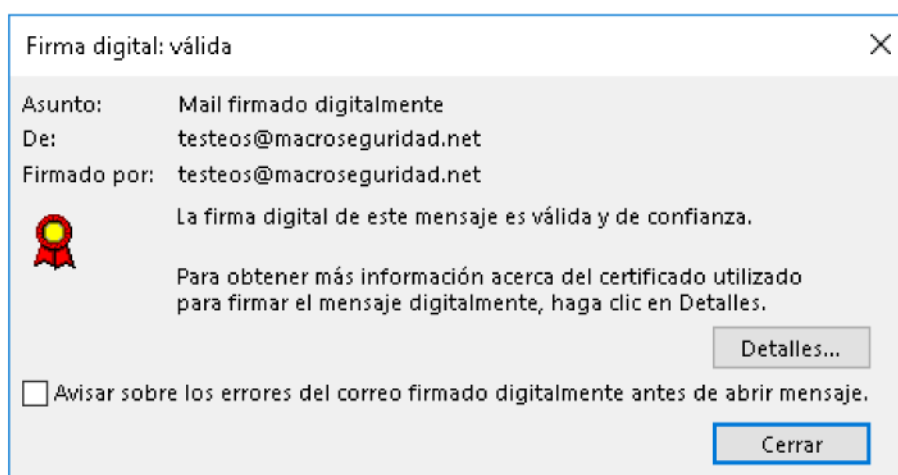 Firma digital: válida
Asunto: Mail firmado digitalmente
De: testeos@macroseguridad.net
Firmado por: testeos@macroseguridad.net
La firma digital de este mensaje es válida y de confianza.
Para obtener más información acerca del certificado utilizado
para firmar el mensaje digitalmente, haga clic en Detalles.
Detalles...
Avisar sobre los errores del correo firmado digitalmente antes de abrir mensaje.
Cerrar